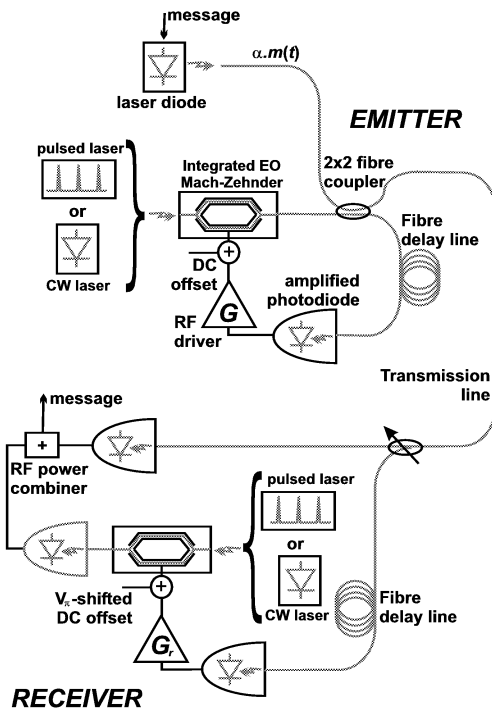 message
α.m(t)
laser diode
EMITTER
pulsed laser
Integrated EO
Mach-Zehnder
2x2 fibre
coupler
or
Fibre
delay line
CW laser
+
DC
offset
amplified
photodiode
G
RF
driver
Transmission
line
message
+
RF power
combiner
pulsed laser
or
CW laser
Vπ-shifted
DC offset
+
Fibre
delay line
Gr
RECEIVER